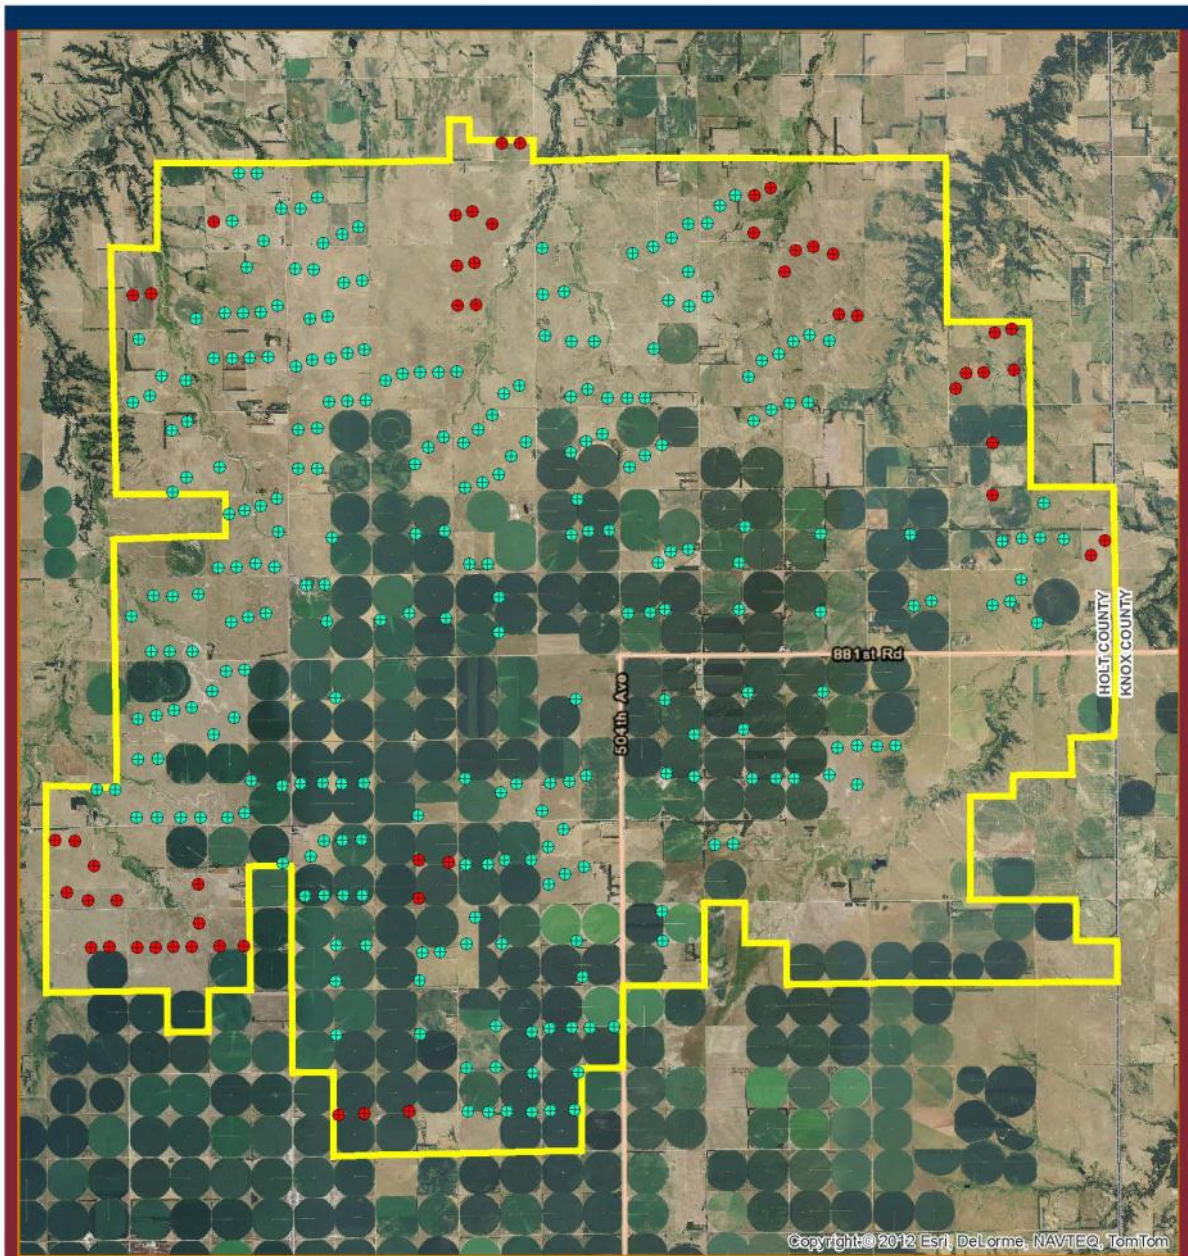 881st Rd
504th Ave
HOLT COUNTY
KNOX COUNTY
Copyright:© 2012 Esri, DeLorme, NAVTEQ, TomTom